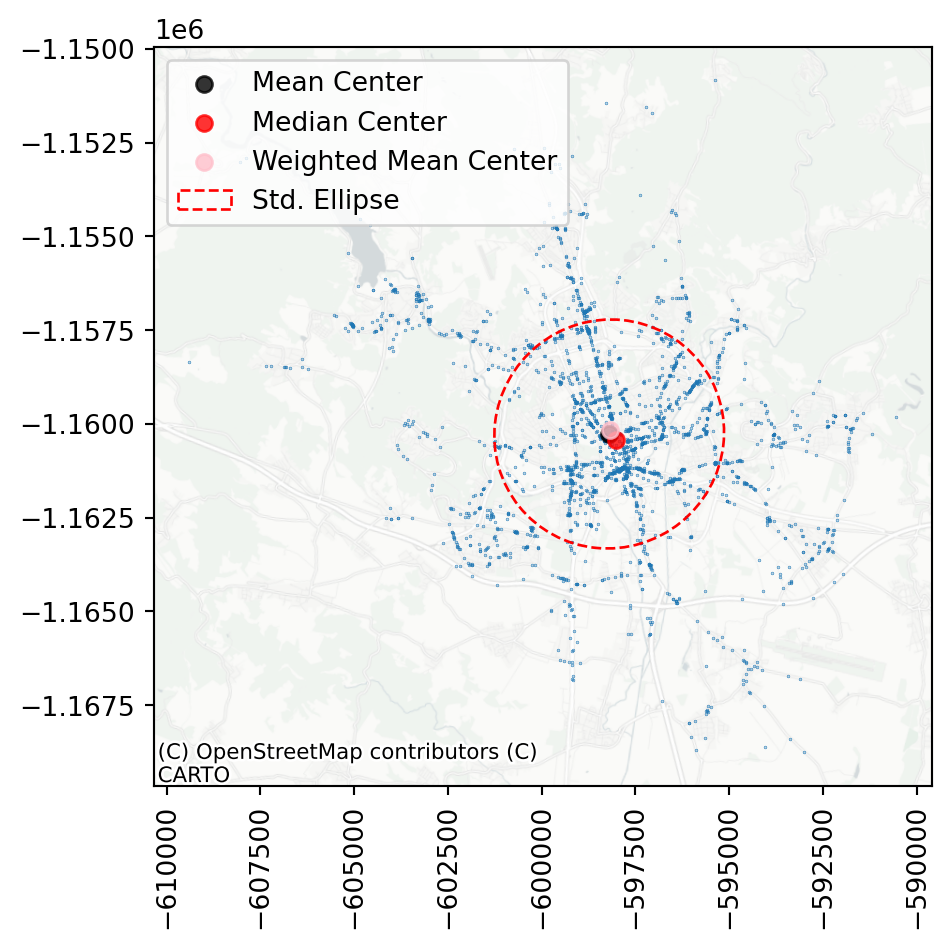 1e6
−1.1500
−1.1525
−1.1550
−1.1575
−1.1600
−1.1625
−1.1650
−1.1675
Mean Center
Median Center
Weighted Mean Center
Std. Ellipse
(C) OpenStreetMap contributors (C)
CARTO
−610000
−607500
−605000
−602500
−600000
−597500
−595000
−592500
−590000